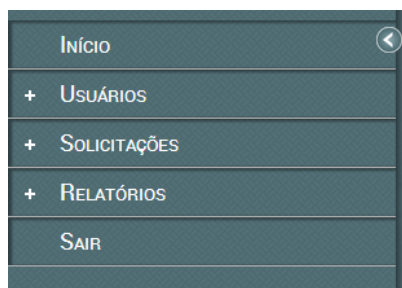 Início
+ Usuários
+ Solicitações
+ Relatórios
Sair